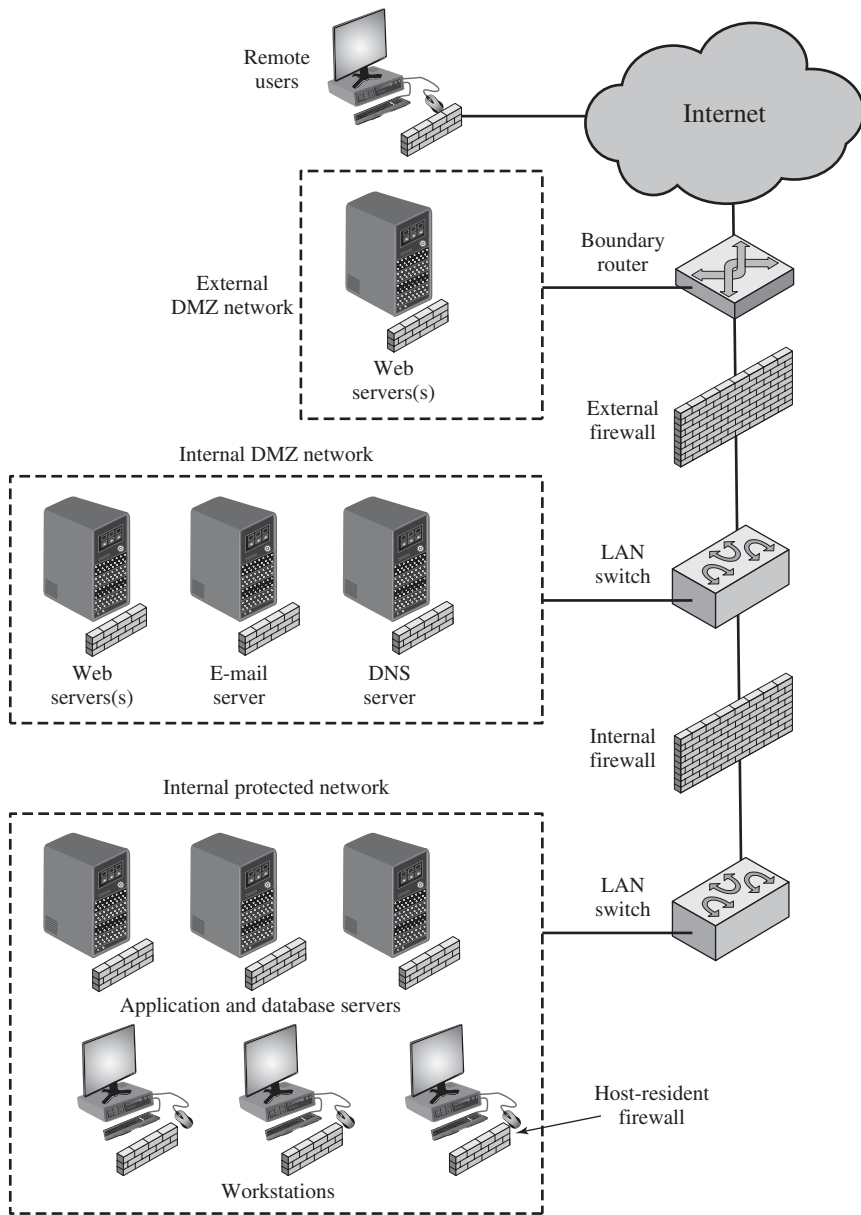 Remote
users
Internet
Boundary
router
External
DMZ network
Web
servers(s)
External
firewall
Internal DMZ network
LAN
switch
Web
servers(s)
E-mail
server
DNS
server
Internal
firewall
Internal protected network
LAN
switch
Application and database servers
Host-resident
firewall
Workstations